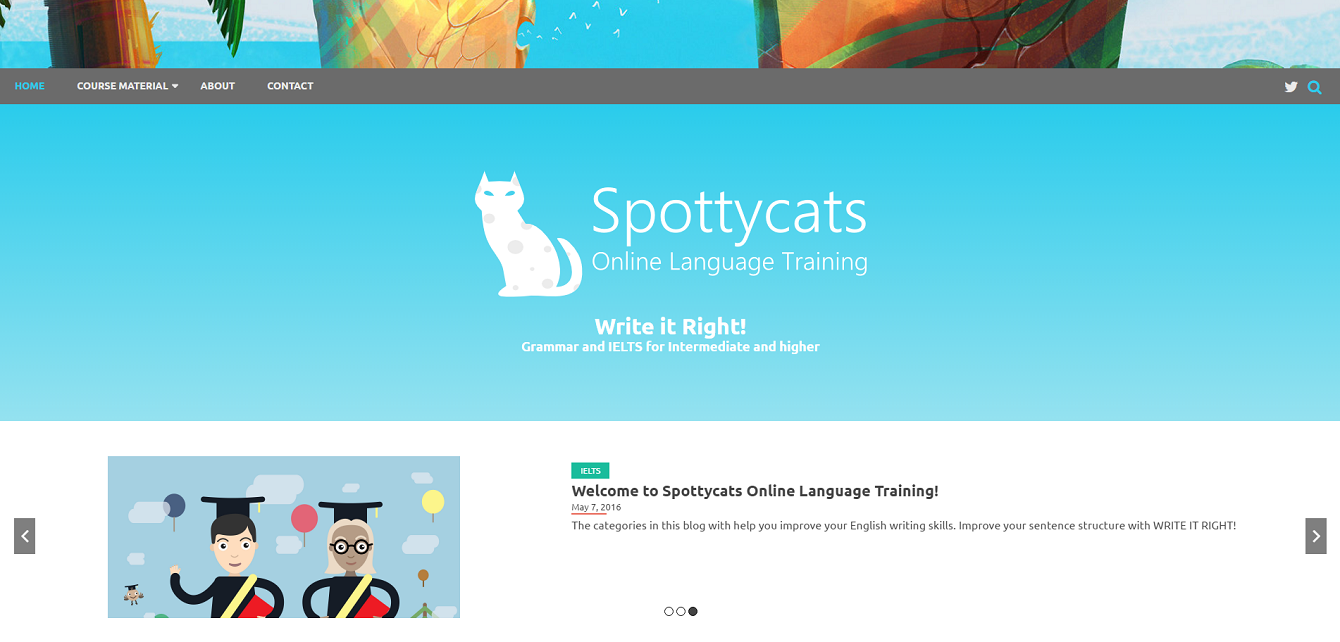 HOME COURSE MATERIAL ABOUT CONTACT
Spottycats
Online Language Training
Write it Right!
Grammar and IELTS for Intermediate and higher
IELTS
Welcome to Spottycats Online Language Training!
May 7, 2016
The categories in this blog with help you improve your English writing skills. Improve your sentence structure with WRITE IT RIGHT!